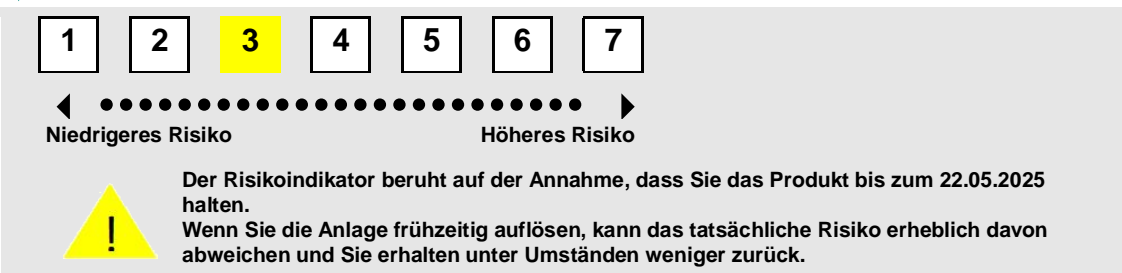 1 2 3 4 5 6 7
Niedrigeres Risiko Höheres Risiko
Der Risikoindikator beruht auf der Annahme, dass Sie das Produkt bis zum 22.05.2025
halten.
Wenn Sie die Anlage frühzeitig auflösen, kann das tatsächliche Risiko erheblich davon
! abweichen und Sie erhalten unter Umständen weniger zurück.